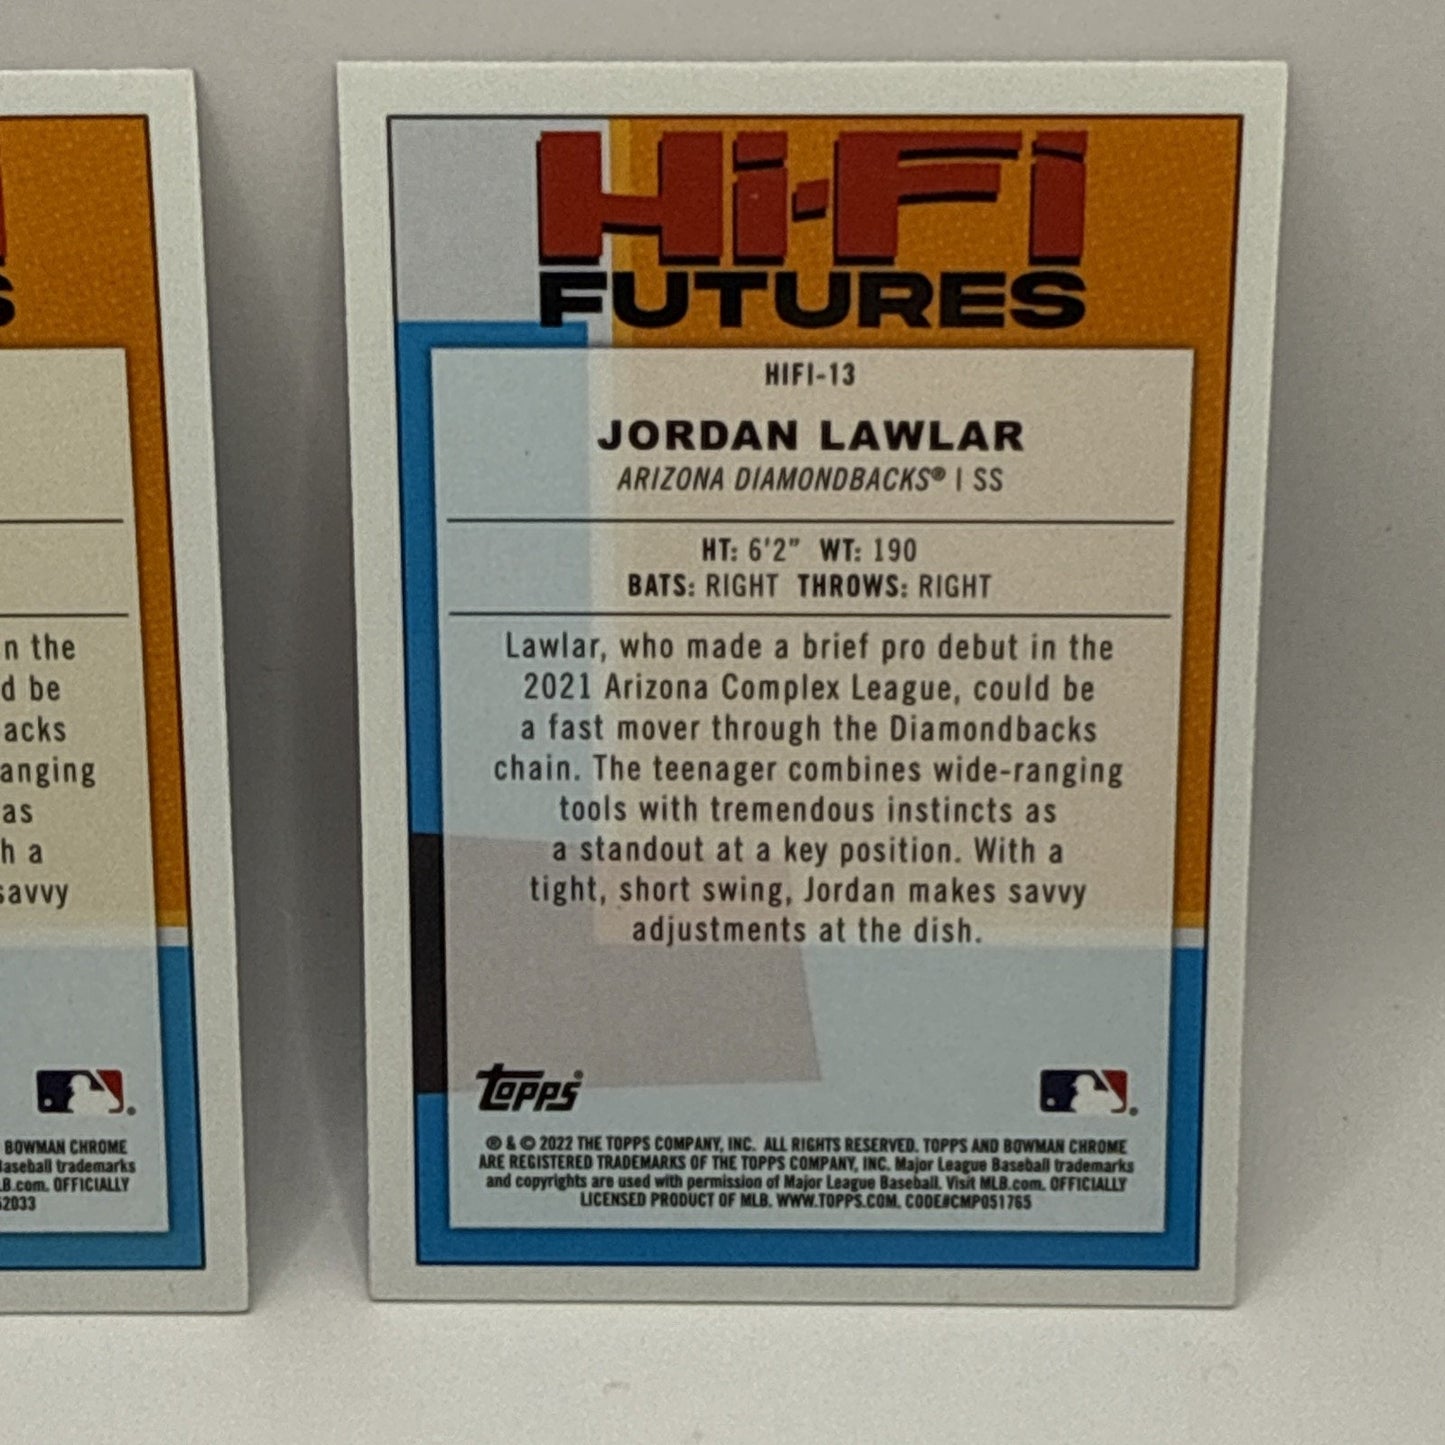 S
n the
d be
acks
anging
as
h a
savvy
BOWMAN CHROME
Baseball trademarks
LB.com. OFFICIALLY
52033
Hi-Fi
FUTURES
HIFI-13
JORDAN LAWLAR
ARIZONA DIAMONDBACKS® | SS
HT: 6'2" WT: 190
BATS: RIGHT THROWS: RIGHT
Lawlar, who made a brief pro debut in the
2021 Arizona Complex League, could be
a fast mover through the Diamondbacks
chain. The teenager combines wide-ranging
tools with tremendous instincts as
a standout at a key position. With a
tight, short swing, Jordan makes savvy
adjustments at the dish.
topps
® & © 2022 THE TOPPS COMPANY, INC. ALL RIGHTS RESERVED. TOPPS AND BOWMAN CHROME
ARE REGISTERED TRADEMARKS OF THE TOPPS COMPANY, INC. Major League Baseball trademarks
and copyrights are used with permission of Major League Baseball. Visit MLB.com. OFFICIALLY
LICENSED PRODUCT OF MLB. WWW.TOPPS.COM. CODE#CMP051765